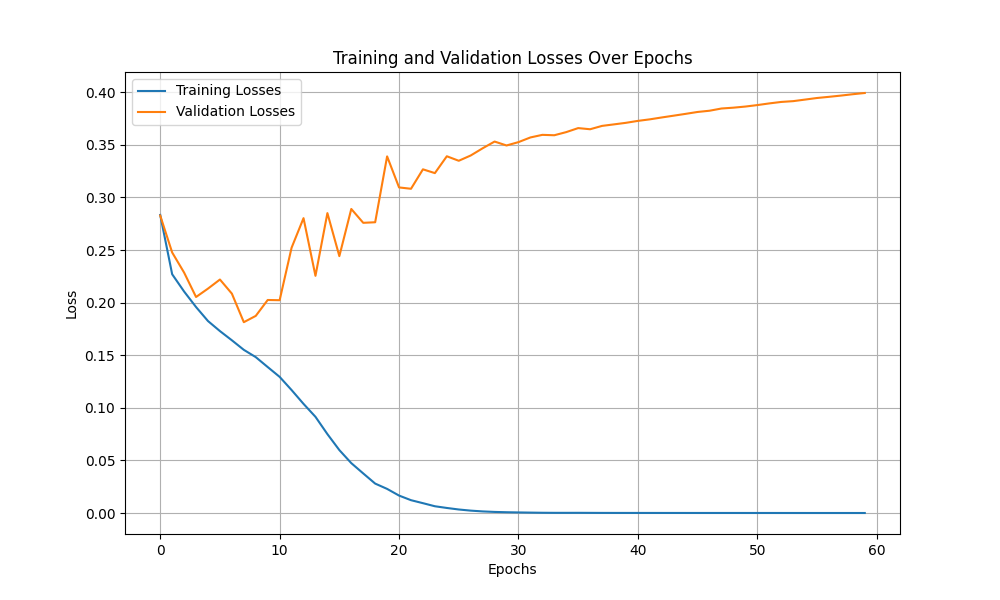 Training and Validation Losses Over Epochs
Training Losses
Validation Losses
0.40
0.35
0.30
0.25
0.20
0.15
0.10
0.05
0.00
Loss
0 10 20 30 40 50 60
Epochs